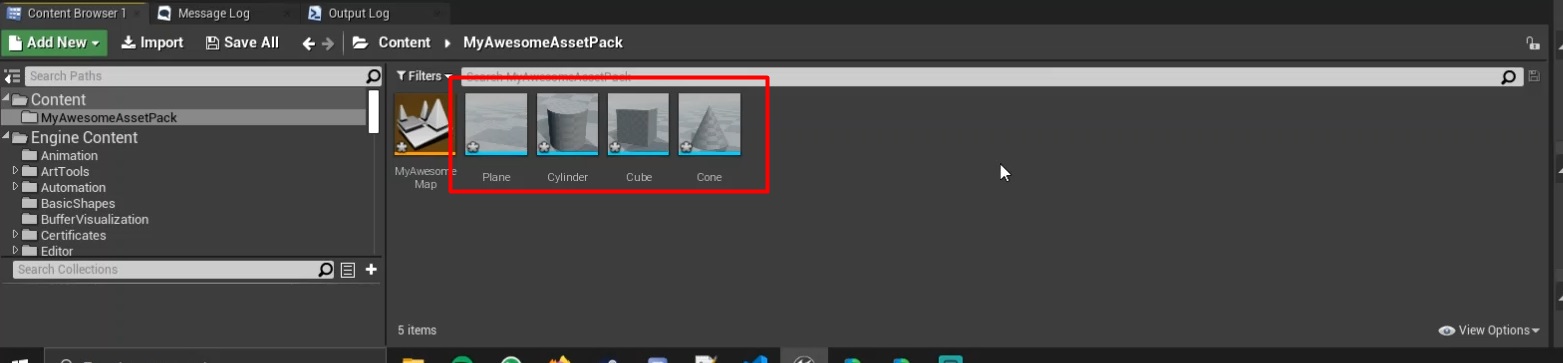 Content Browser 1
Message Log
Output Log
Add New
Import
Save All
Content
MyAwesomeAssetPack
Search Paths
Filters
Search MyAwesomeAssetPack
Content
MyAwesomeAssetPack
Engine Content
Animation
ArtTools
Automation
BasicShapes
BufferVisualization
Certificates
Editor
MyAwesome
Map
Plane
Cylinder
Cube
Cone
Search Collections
5 items
View Options